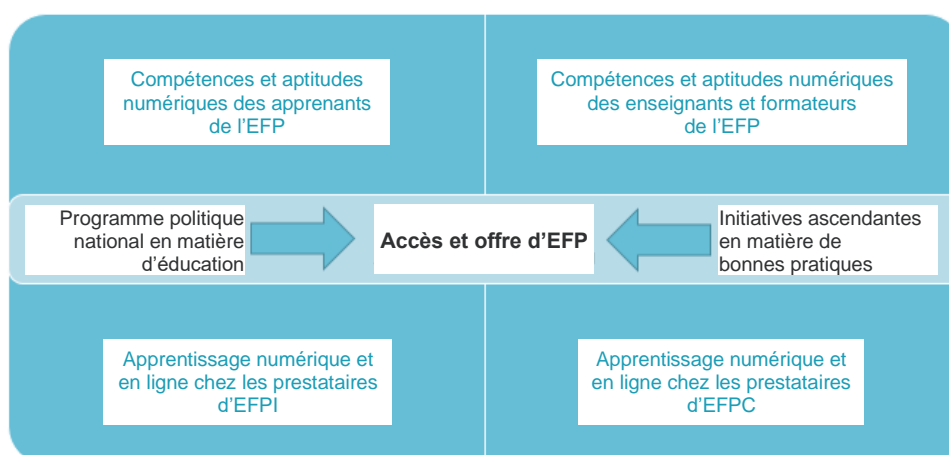 Compétences et aptitudes
numériques des apprenants
de l'EFP
Compétences et aptitudes numériques
des enseignants et formateurs
de l'EFP
Programme politique
national en matière
d'éducation
Accès et offre d'EFP
Initiatives ascendantes
en matière de
bonnes pratiques
Apprentissage numérique et
en ligne chez les prestataires
d'EFPI
Apprentissage numérique et
en ligne chez les prestataires
d'EFPC